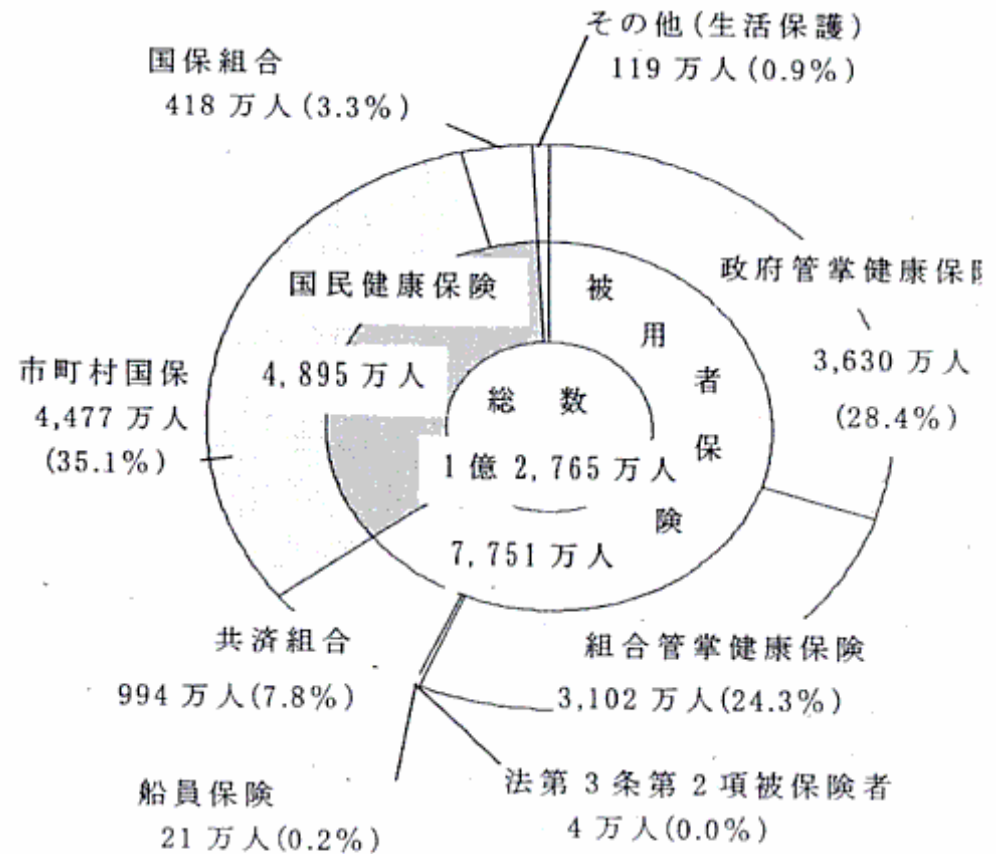 その他(生活保護)
119 万人(0.9%)
国保組合
418 万人(3.3%)
政府管掌健康保険
3,630 万人
(28.4%)
国民健康保険
4,895 万人
被用者保険
7,751 万人
総数
1億 2,765 万人
市町村国保
4,477 万人
(35.1%)
共済組合
994 万人(7.8%)
組合管掌健康保険
3,102 万人(24.3%)
船員保険
21 万人(0.2%)
法第3条第2項被保険者
4 万人(0.0%)